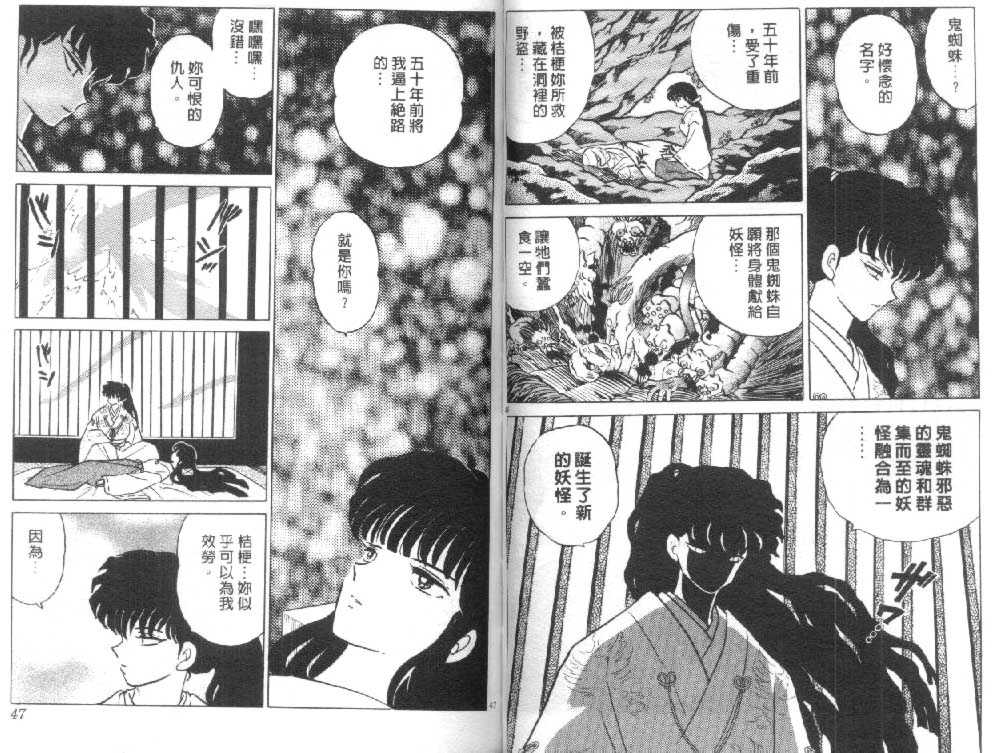 鬼蜘蛛…?
好懷念的
名字。
五十年前
，受了重
傷，
被桔梗妳所救
，藏在洞裡的
野盜…
那個鬼蜘蛛自
願將身體獻給
妖怪…
讓牠們蠶
食一空。
鬼蜘蛛邪惡
的靈魂和群
集而至的妖
怪融合為一
……
誕生了新
的妖怪。
47
五十年前將
我逼上絕路
的…
就是你嗎?
嘿嘿嘿…
沒錯…
妳可恨的
仇人。
桔梗…妳似
乎可以為我
效勞。
因為…
47